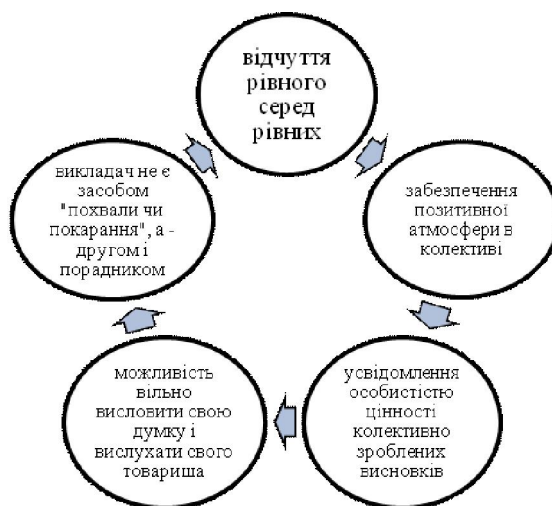 відчуття
рівного
серед
рівних
забезпечення
позитивної
атмосфери в
колективі
усвідомлення
особистістю
цінності
колективно
зроблених
висновків
можливість
вільно
висловити свою
думку і
вислухати свого
товариша
викладач не є
засобом
"похвали чи
покарання", а -
другом і
порадником